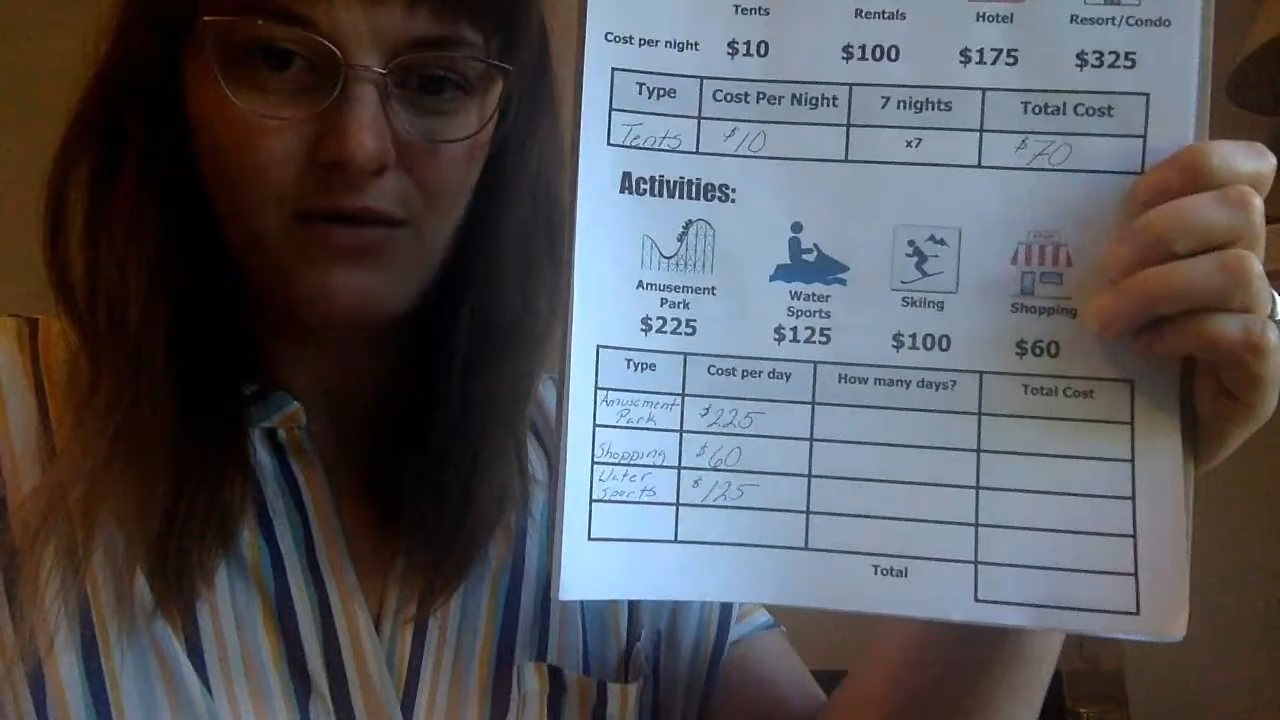 Tents Rentals Hotel Resort/Condo
Cost per night $10 $100 $175 $325
Type Cost Per Night 7 nights Total Cost
Tents $10 x7 $70
Activities:
Amusement Park Water Sports Skiing Shopping
$225 $125 $100 $60
Type Cost per day How many days? Total Cost
Amusement Park $225
Shopping $60
Water Sports $125
Total